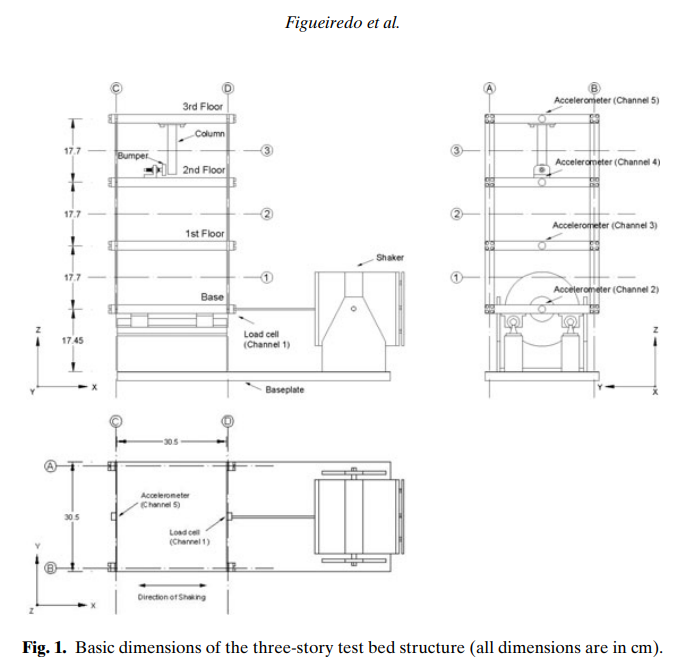 Figueiredo et al.
C
D
3rd Floor
Column
17.7
3
Bumper
2nd Floor
17.7
2
1st Floor
17.7
1
Base
Shaker
Z
17.45
Load cell
(Channel 1)
Y
X
Baseplate
A
B
Accelerometer (Channel 5)
3
Accelerometer (Channel 4)
2
Accelerometer (Channel 3)
1
Accelerometer (Channel 2)
Z
Y
X
C
D
30.5
A
Accelerometer
(Channel 5)
30.5
Load cell
(Channel 1)
Y
B
Z
X
Direction of Shaking
Fig. 1. Basic dimensions of the three-story test bed structure (all dimensions are in cm).